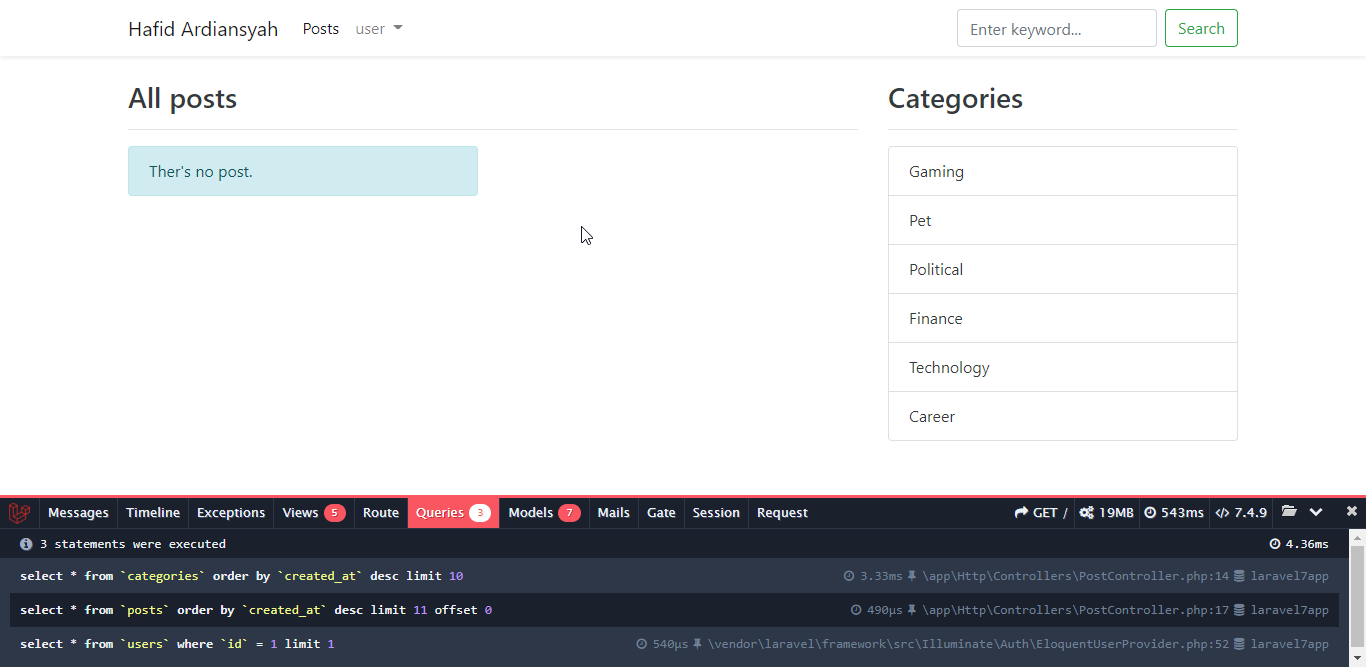 Hafid Ardiansyah Posts user Enter keyword... Search
All posts
Ther's no post.
Categories
Gaming
Pet
Political
Finance
Technology
Career
Messages Timeline Exceptions Views 5 Route Queries 3 Models 7 Mails Gate Session Request GET / 19MB 543ms 7.4.9
3 statements were executed 4.36ms
select * from `categories` order by `created_at` desc limit 10 3.33ms \app\Http\Controllers\PostController.php:14 laravel7app
select * from `posts` order by `created_at` desc limit 11 offset 0 490μs \app\Http\Controllers\PostController.php:17 laravel7app
select * from `users` where `id` = 1 limit 1 540μs \vendor\laravel\framework\src\Illuminate\Auth\EloquentUserProvider.php:52 laravel7app